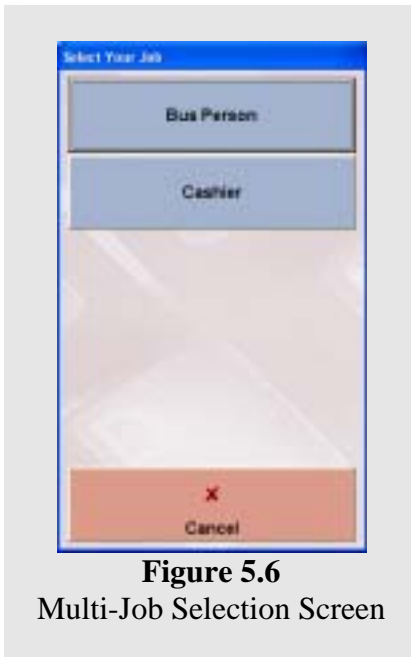 Select Your Job
Bus Person
Cashier
x
Cancel
Figure 5.6
Multi-Job Selection Screen